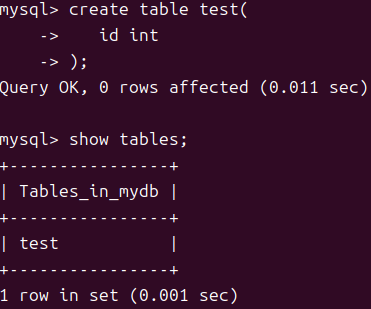 mysql> create table test(
    ->    id int
    -> );
Query OK, 0 rows affected (0.011 sec)

mysql> show tables;
+----------------+
| Tables_in_mydb |
+----------------+
| test           |
+----------------+
1 row in set (0.001 sec)